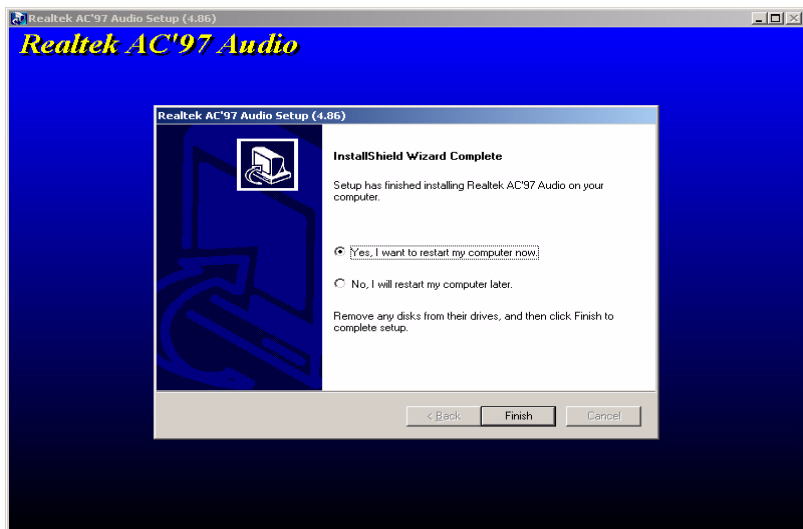 Realtek AC'97 Audio Setup (4.86)
Realtek AC'97 Audio
Realtek AC'97 Audio Setup (4.86)
InstallShield Wizard Complete
Setup has finished installing Realtek AC'97 Audio on your
computer.
Yes, I want to restart my computer now.
No, I will restart my computer later.
Remove any disks from their drives, and then click Finish to
complete setup.
< Back Finish Cancel